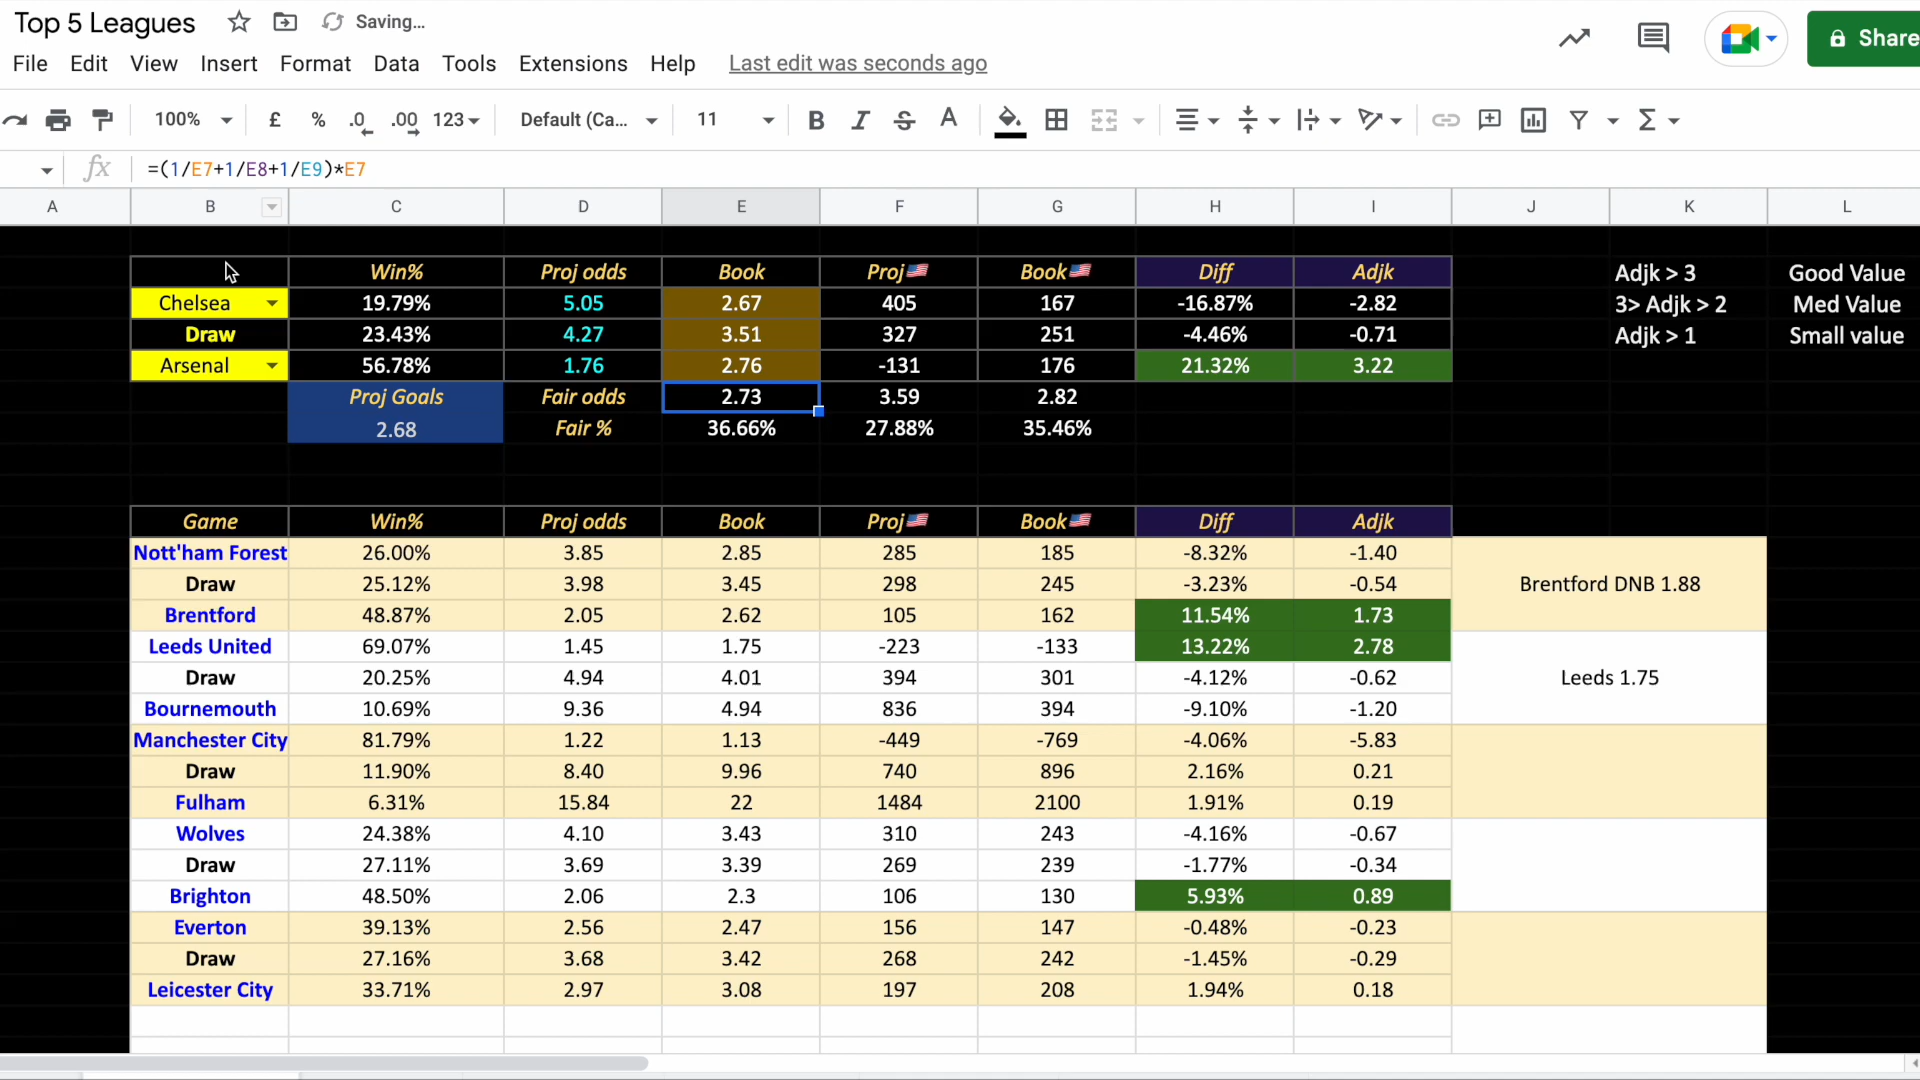 Top 5 Leagues Saving...
Share
File Edit View Insert Format Data Tools Extensions Help Last edit was seconds ago
100% £ % .0 .00 123 Default (Ca... 11 B I S A Σ
fx =(1/E7+1/E8+1/E9)*E7
A B C D E F G H I J K L
Win% Proj odds Book Proj🇺🇸 Book🇺🇸 Diff Adjk Adjk > 3 Good Value
Chelsea 19.79% 5.05 2.67 405 167 -16.87% -2.82 3> Adjk > 2 Med Value
Draw 23.43% 4.27 3.51 327 251 -4.46% -0.71 Adjk > 1 Small value
Arsenal 56.78% 1.76 2.76 -131 176 21.32% 3.22
Proj Goals Fair odds 2.73 3.59 2.82
2.68 Fair % 36.66% 27.88% 35.46%
Game Win% Proj odds Book Proj🇺🇸 Book🇺🇸 Diff Adjk
Nott'ham Forest 26.00% 3.85 2.85 285 185 -8.32% -1.40
Draw 25.12% 3.98 3.45 298 245 -3.23% -0.54 Brentford DNB 1.88
Brentford 48.87% 2.05 2.62 105 162 11.54% 1.73
Leeds United 69.07% 1.45 1.75 -223 -133 13.22% 2.78
Draw 20.25% 4.94 4.01 394 301 -4.12% -0.62 Leeds 1.75
Bournemouth 10.69% 9.36 4.94 836 394 -9.10% -1.20
Manchester City 81.79% 1.22 1.13 -449 -769 -4.06% -5.83
Draw 11.90% 8.40 9.96 740 896 2.16% 0.21
Fulham 6.31% 15.84 22 1484 2100 1.91% 0.19
Wolves 24.38% 4.10 3.43 310 243 -4.16% -0.67
Draw 27.11% 3.69 3.39 269 239 -1.77% -0.34
Brighton 48.50% 2.06 2.3 106 130 5.93% 0.89
Everton 39.13% 2.56 2.47 156 147 -0.48% -0.23
Draw 27.16% 3.68 3.42 268 242 -1.45% -0.29
Leicester City 33.71% 2.97 3.08 197 208 1.94% 0.18